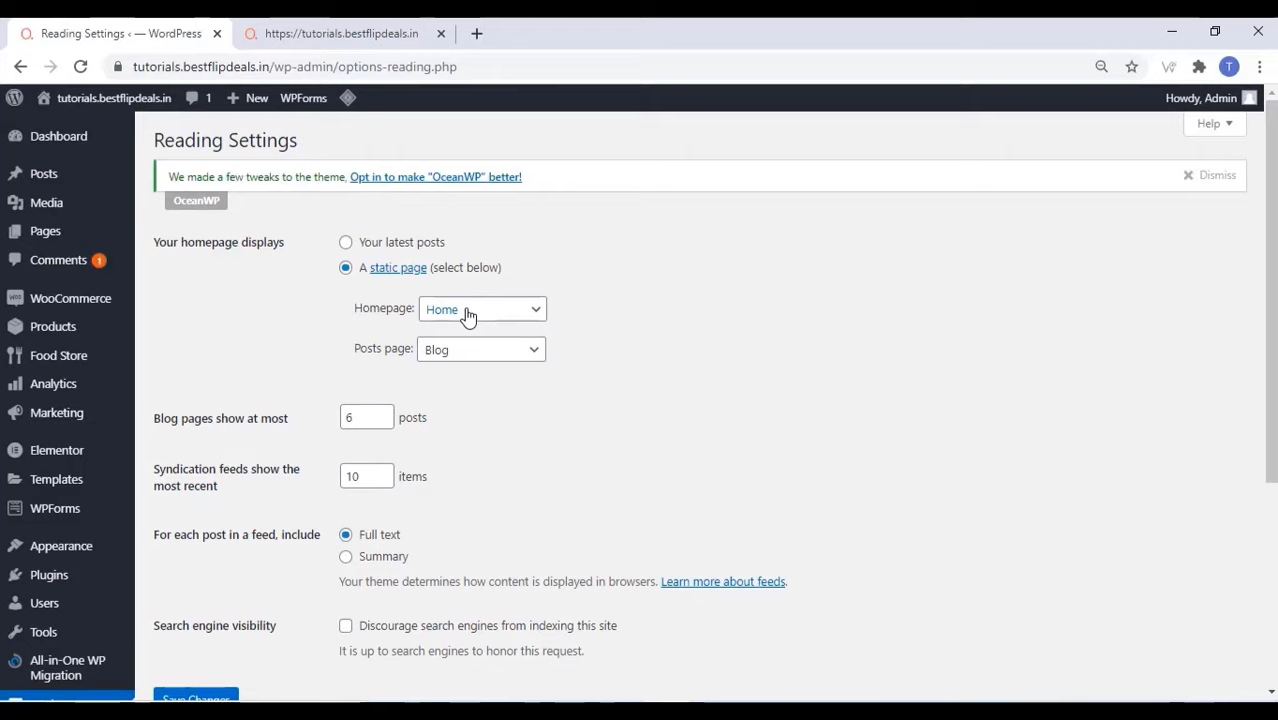 Reading Settings ‹ — WordPress
https://tutorials.bestflipdeals.in
tutorials.bestflipdeals.in/wp-admin/options-reading.php
T
tutorials.bestflipdeals.in 1 New WPForms Howdy, Admin
Help
Dashboard
Posts
Media
Pages
Comments 1
WooCommerce
Products
Food Store
Analytics
Marketing
Elementor
Templates
WPForms
Appearance
Plugins
Users
Tools
All-in-One WP
Migration
Reading Settings
We made a few tweaks to the theme, Opt in to make "OceanWP" better! Dismiss
OceanWP
Your homepage displays Your latest posts
A static page (select below)
Homepage: Home
Posts page: Blog
Blog pages show at most 6 posts
Syndication feeds show the
most recent 10 items
For each post in a feed, include Full text
Summary
Your theme determines how content is displayed in browsers. Learn more about feeds.
Search engine visibility Discourage search engines from indexing this site
It is up to search engines to honor this request.
Save Changes